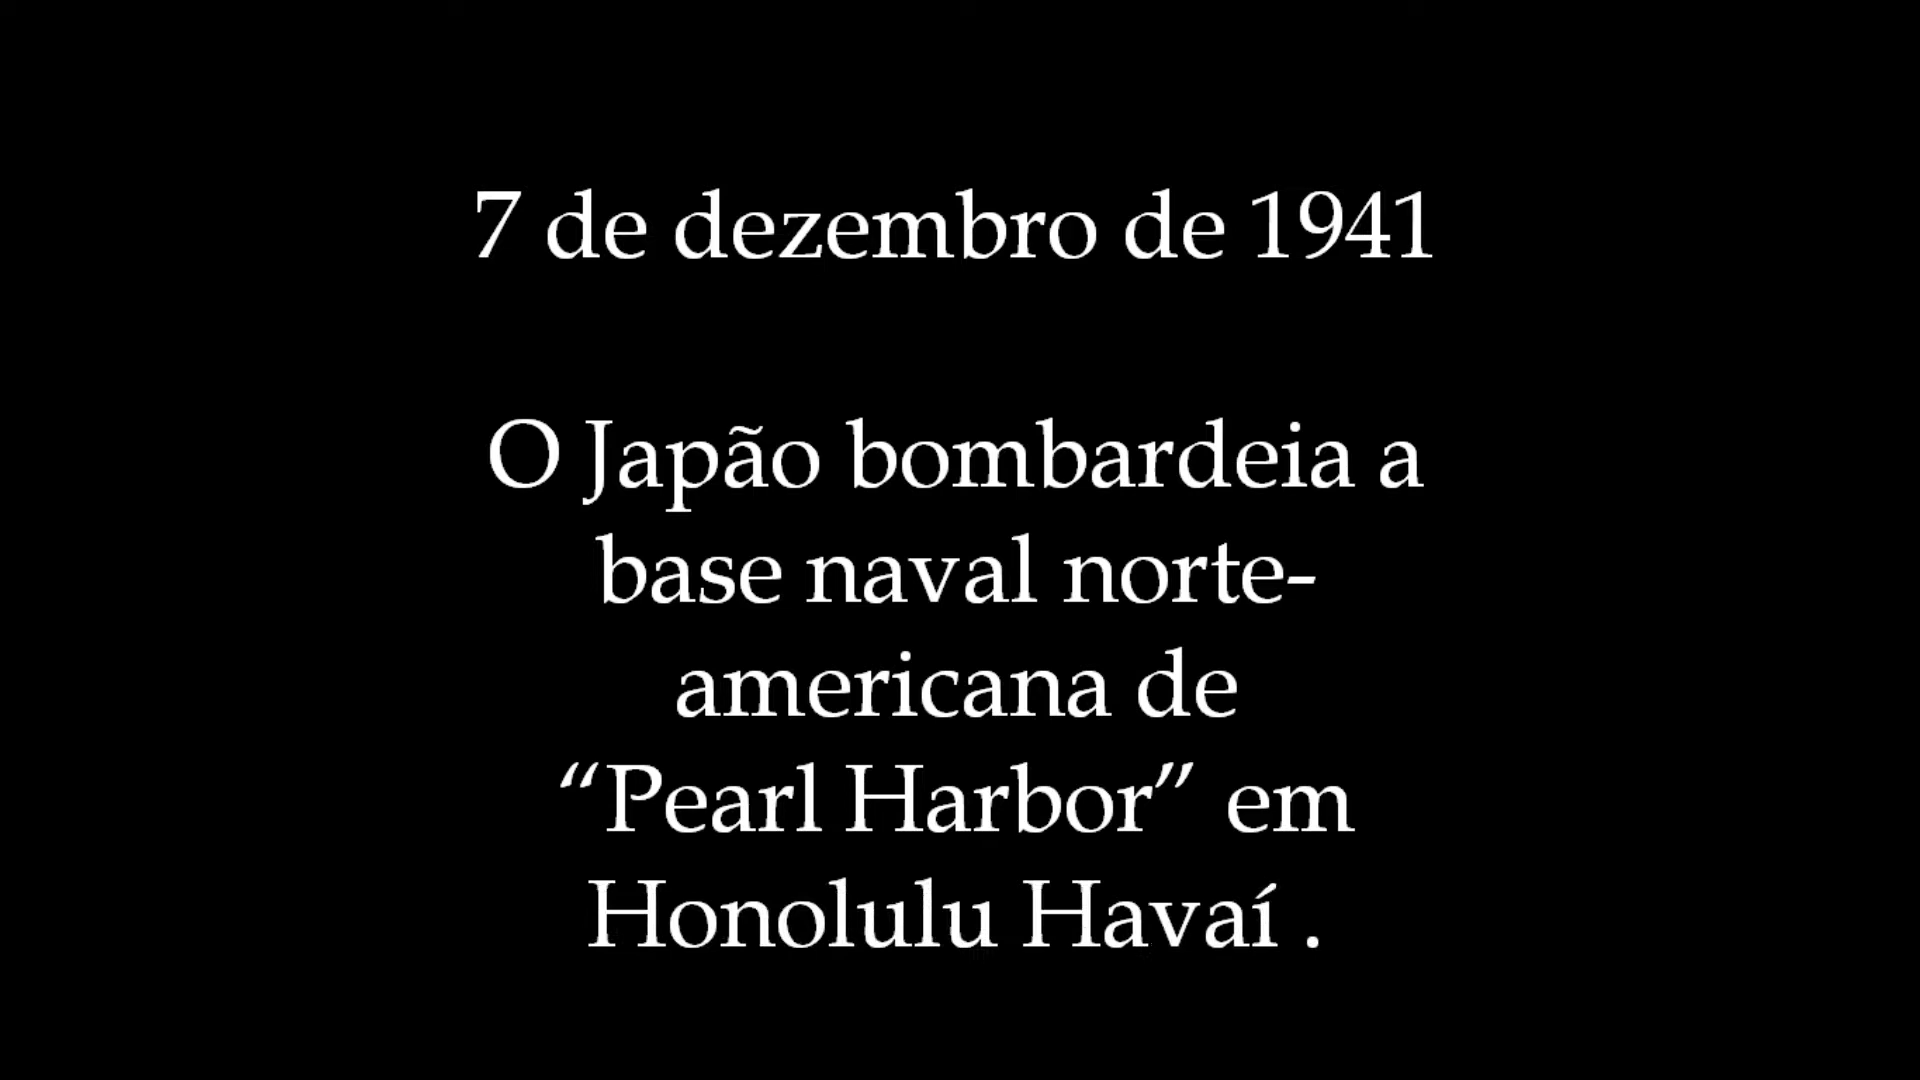 7 de dezembro de 1941
O Japão bombardeia a
base naval norte-
americana de
“Pearl Harbor” em
Honolulu Havaí .